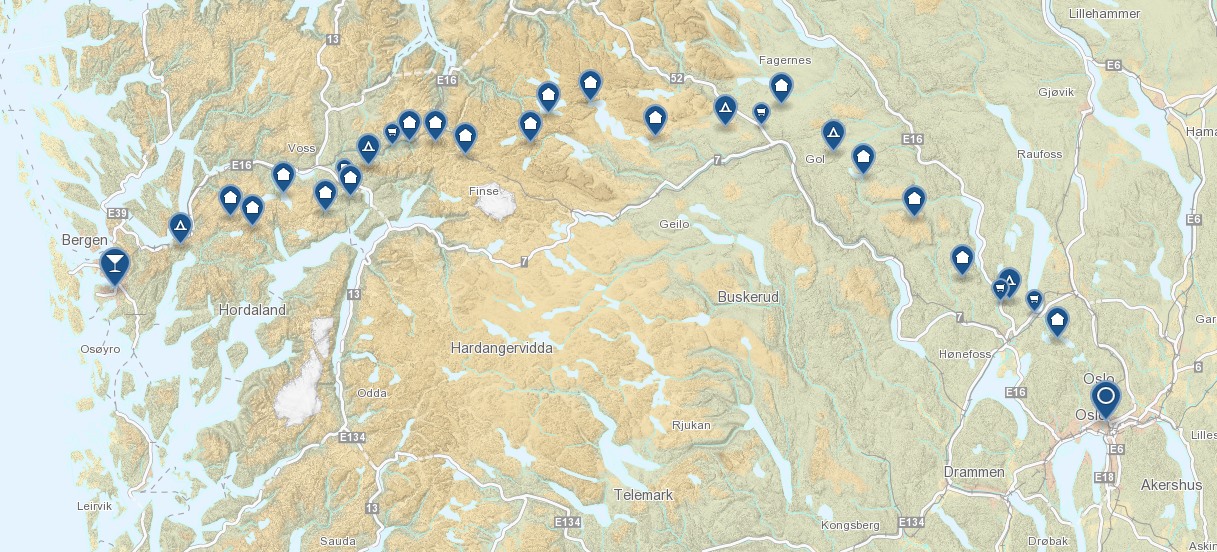 Lillehammer
13
Fagernes
E6
E16
52
Gjøvik
Hama
E16
Voss
E16
Gol
7
Raufoss
Finse
E39
E6
Geilo
Bergen
7
13
Buskerud
Hordaland
7
Gar
Osøyro
Hardangervidda
Hønefoss
6
Oslo
Odda
E16
Oslo
Rjukan
E134
Lilles
E6
Drammen
E18
Akershus
Telemark
Leirvik
13
E134
Kongsberg
E134
Sauda
Drøbak
Askin